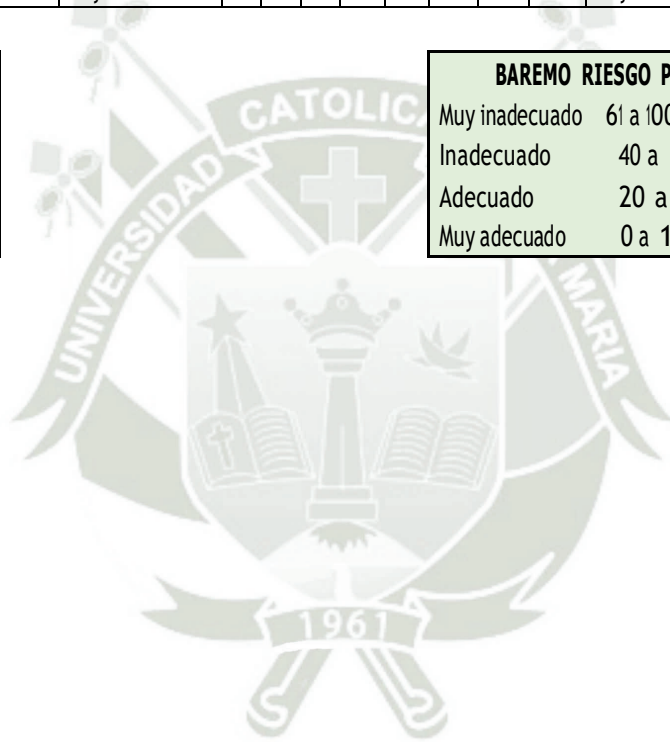 BAREMO RIESGO P
Muy inadecuado 61 a 100
Inadecuado 40 a
Adecuado 20 a
Muy adecuado 0 a 1
UNIVERSIDAD CATOLICA MARIA
1961